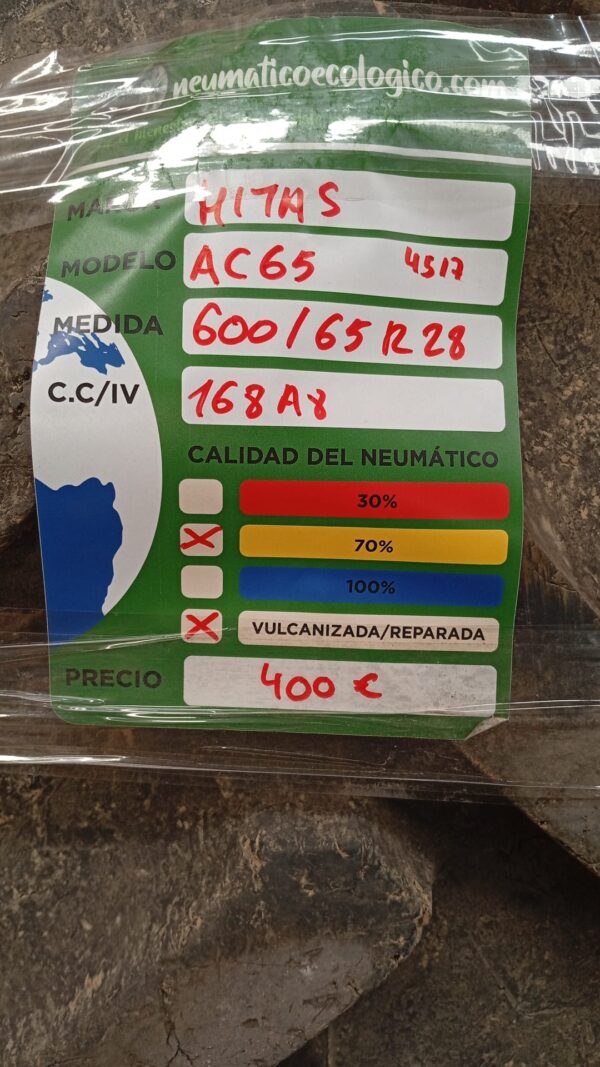 neumaticoecologico.com
MARCA MITAS
MODELO AC65 4517
MEDIDA 600/65R28
C.C/IV 168A8
CALIDAD DEL NEUMÁTICO
30%
X 70%
100%
X VULCANIZADA/REPARADA
PRECIO 400 €